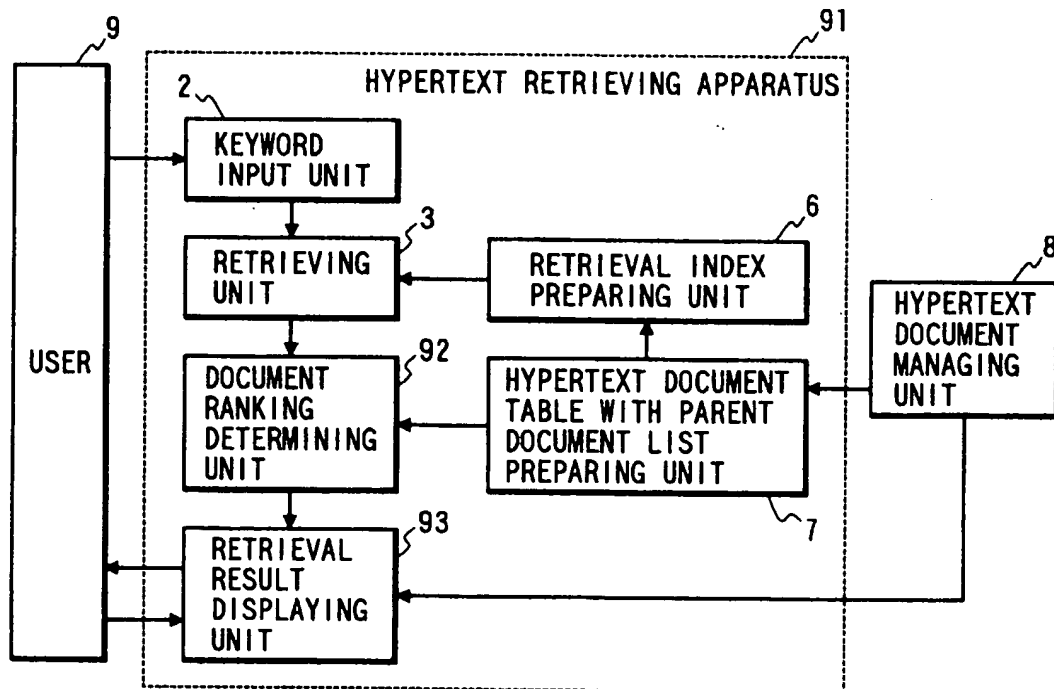 9
91
HYPERTEXT RETRIEVING APPARATUS
2
KEYWORD
INPUT UNIT
3
RETRIEVING
UNIT
6
RETRIEVAL INDEX
PREPARING UNIT
8
HYPERTEXT
DOCUMENT
MANAGING
UNIT
USER
92
DOCUMENT
RANKING
DETERMINING
UNIT
HYPERTEXT DOCUMENT
TABLE WITH PARENT
DOCUMENT LIST
PREPARING UNIT
7
93
RETRIEVAL
RESULT
DISPLAYING
UNIT